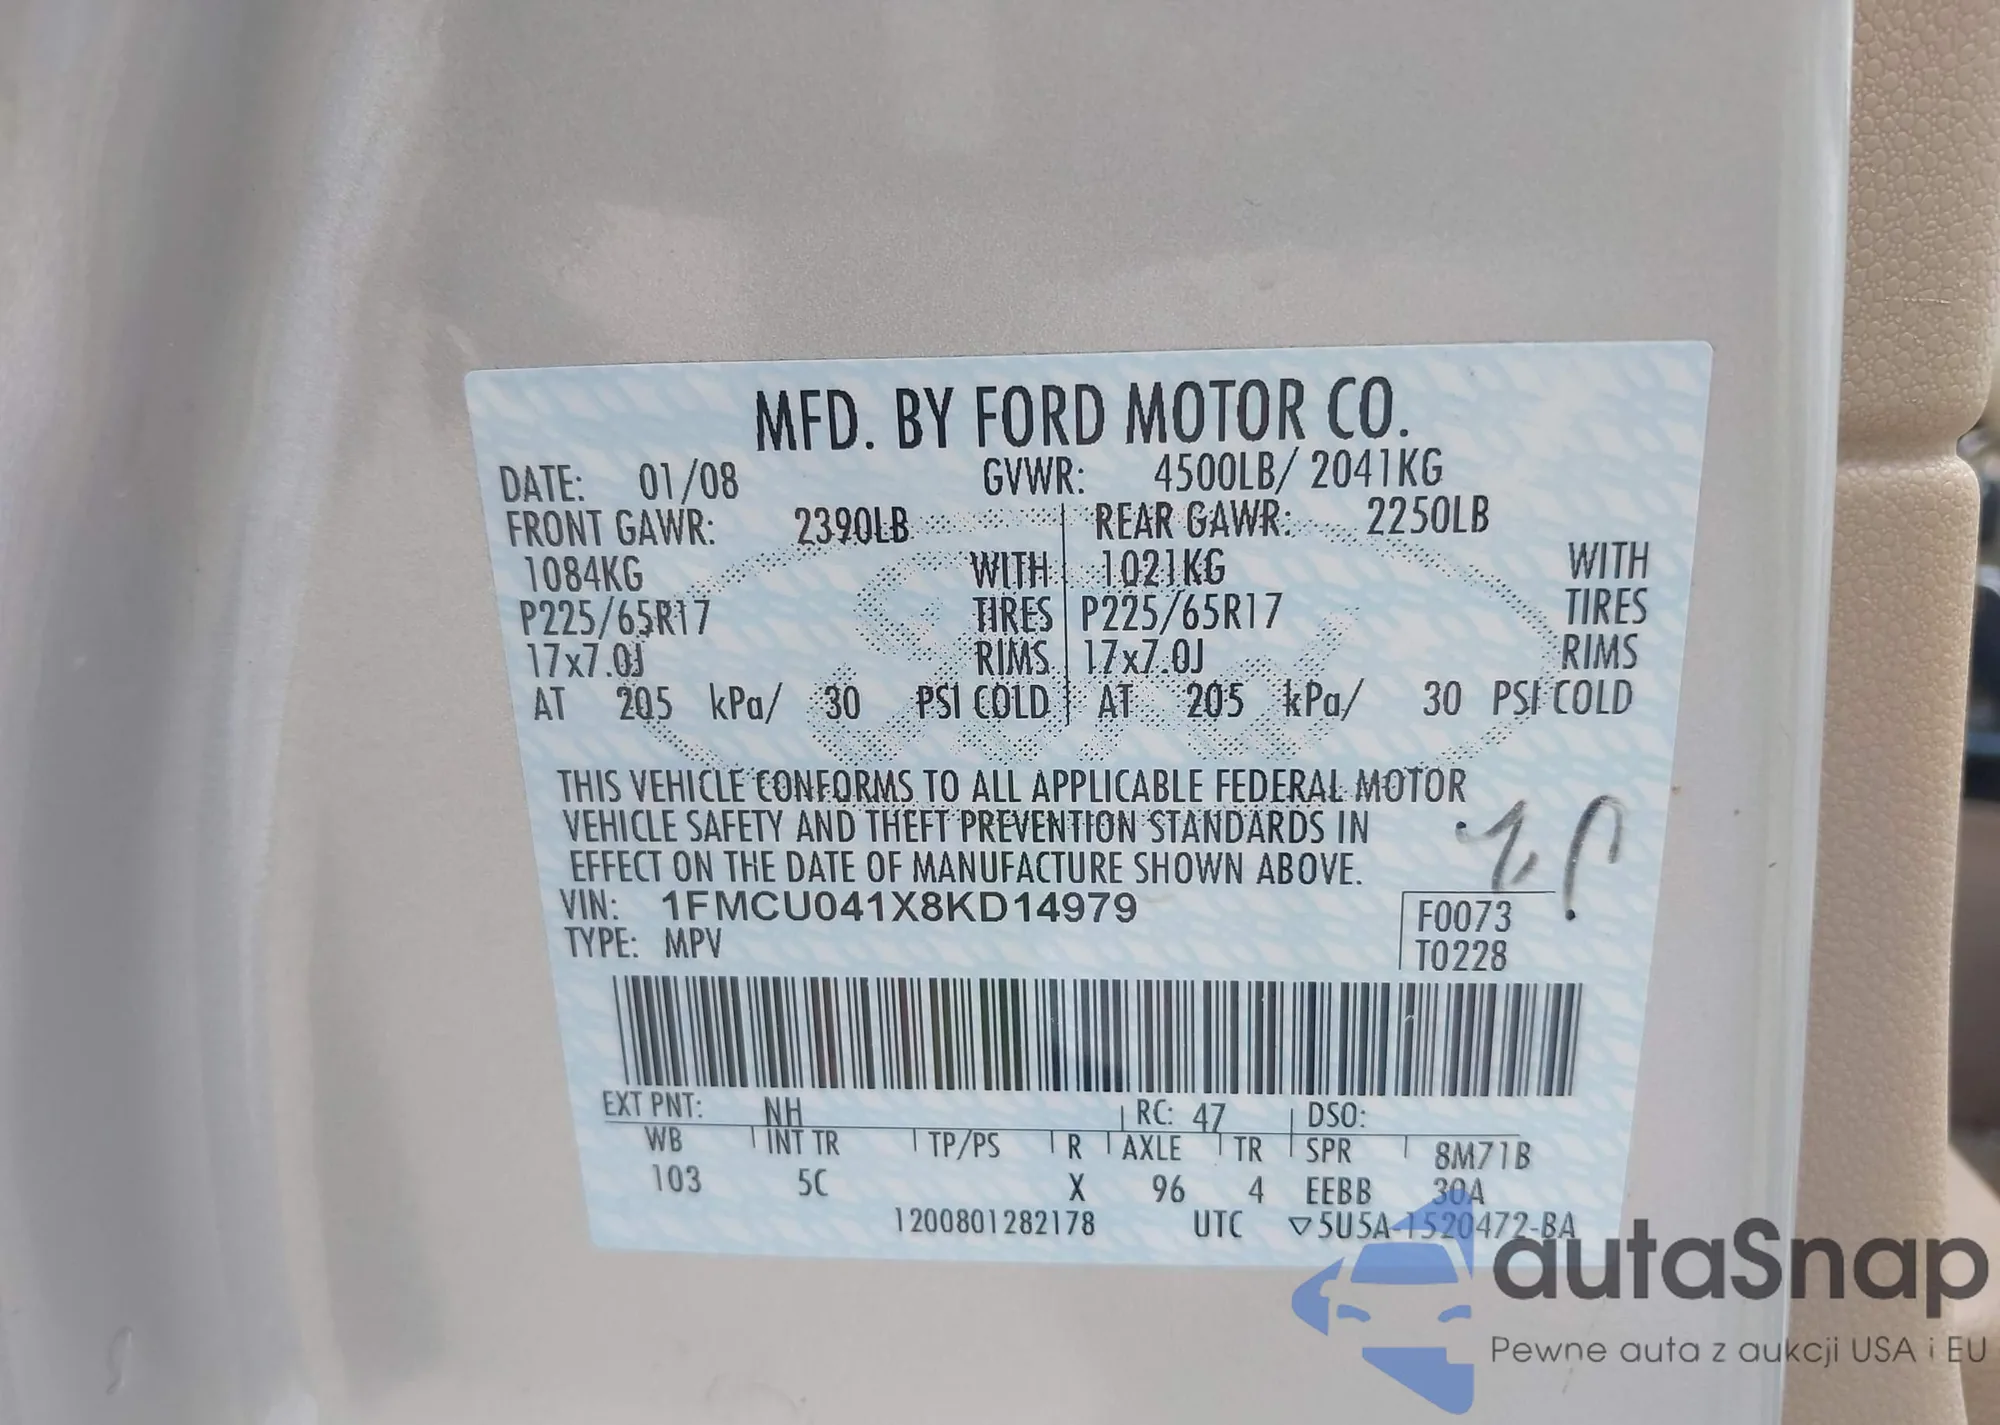 MFD. BY FORD MOTOR CO.
DATE: 01/08 GVWR: 4500LB/ 2041KG
FRONT GAWR: 2390LB REAR GAWR: 2250LB
1084KG WITH 1021KG WITH
P225/65R17 TIRES P225/65R17 TIRES
17x7.0J RIMS 17x7.0J RIMS
AT 205 kPa/ 30 PSI COLD AT 205 kPa/ 30 PSI COLD
THIS VEHICLE CONFORMS TO ALL APPLICABLE FEDERAL MOTOR
VEHICLE SAFETY AND THEFT PREVENTION STANDARDS IN
EFFECT ON THE DATE OF MANUFACTURE SHOWN ABOVE.
VIN: 1FMCU041X8KD14979
F0073
TYPE: MPV
T0228
EXT PNT: NH RC: 47 DSO:
WB INT TR TP/PS R AXLE TR SPR 8M71B
103 5C X 96 4 EEBB 30A
1200801282178 UTC ▽5U5A-1520472-BA
autaSnap
Pewne auta z aukcji USA i EU